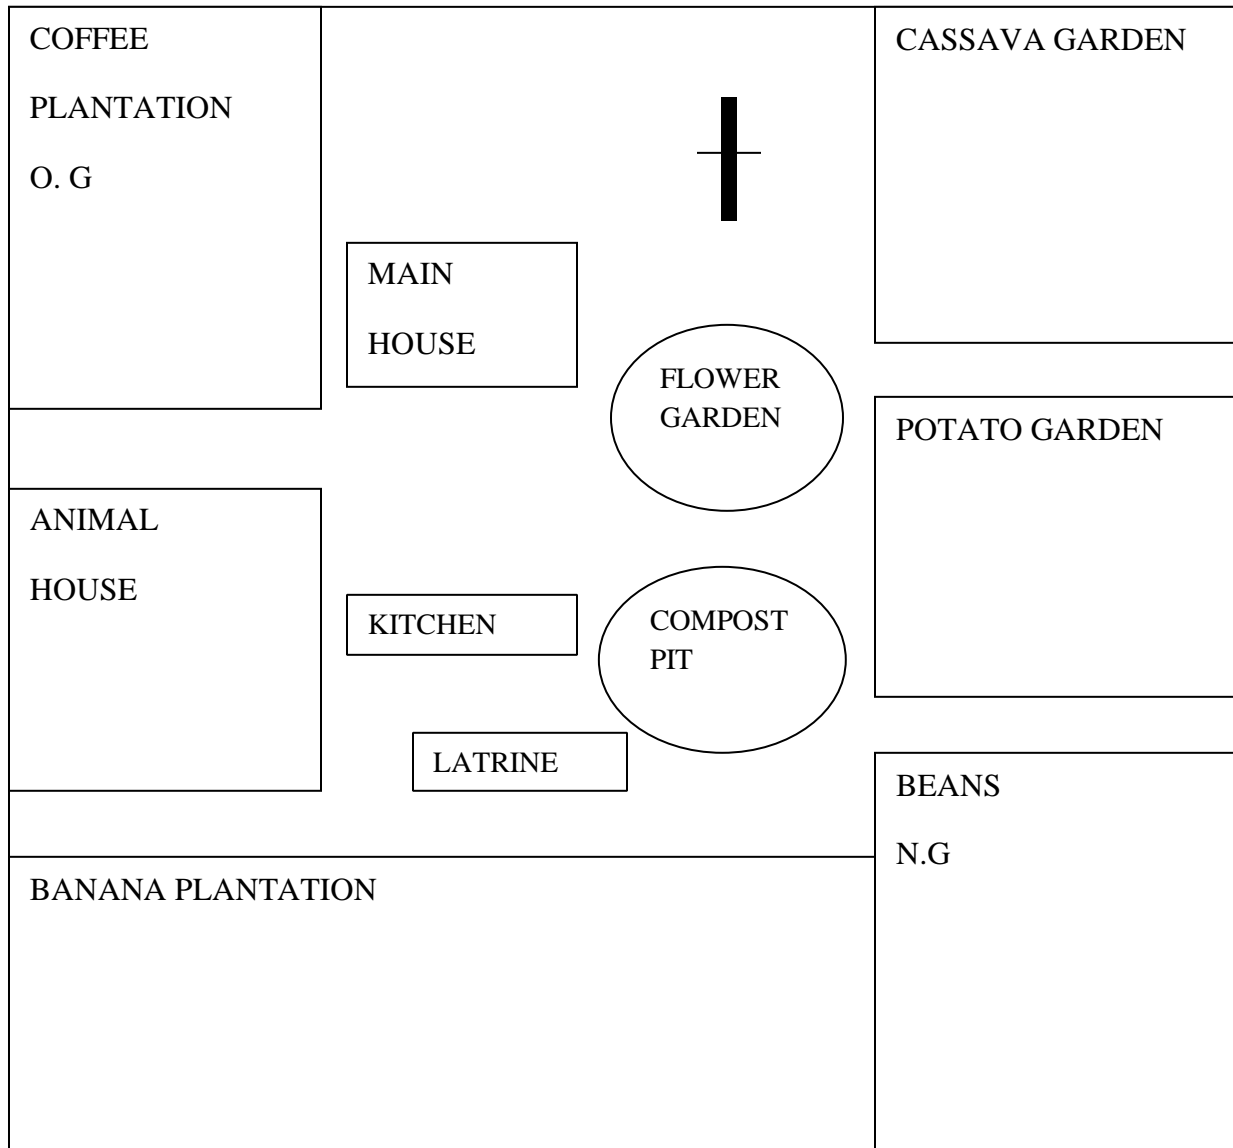 COFFEE
PLANTATION
O. G
CASSAVA GARDEN
MAIN
HOUSE
FLOWER
GARDEN
POTATO GARDEN
ANIMAL
HOUSE
KITCHEN
COMPOST
PIT
LATRINE
BEANS
N.G
BANANA PLANTATION